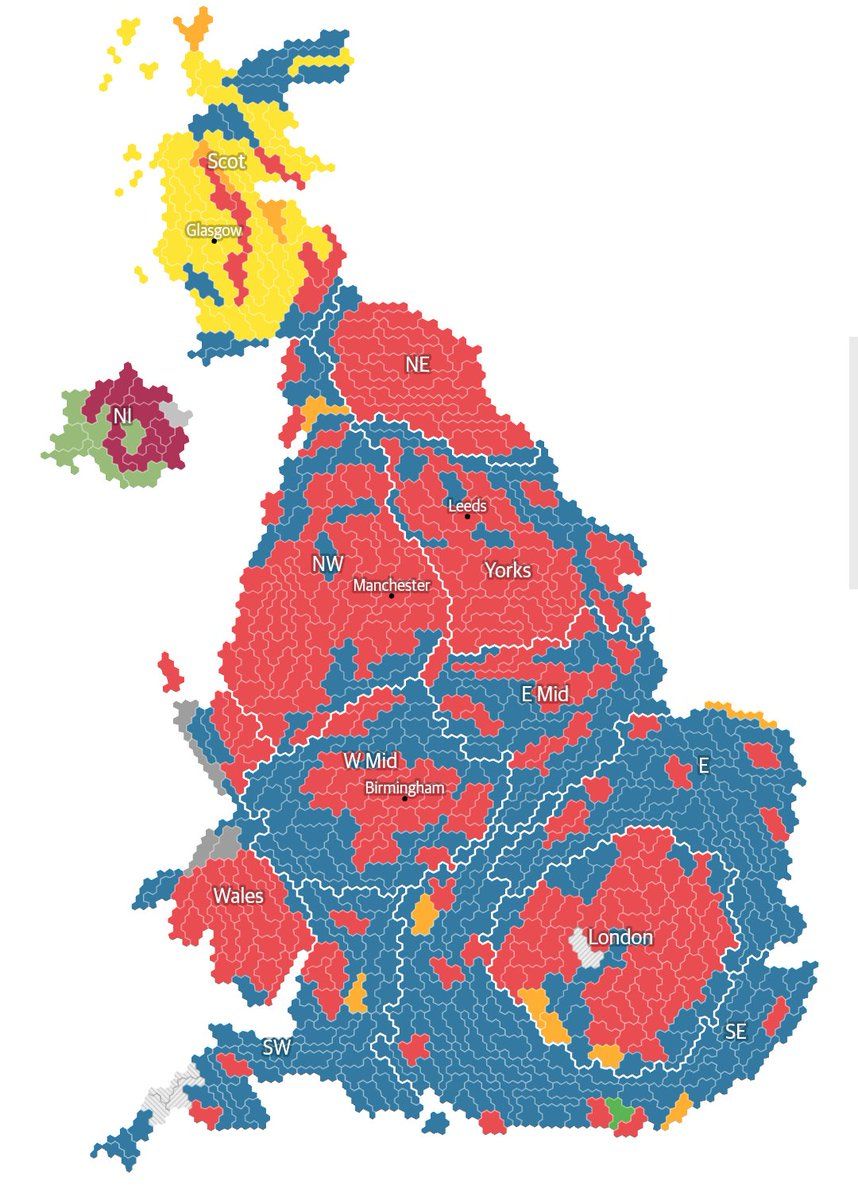 Scot
Glasgow
NE
NI
Leeds
NW
Yorks
Manchester
E Mid
W Mid
E
Birmingham
Wales
London
SE
SW